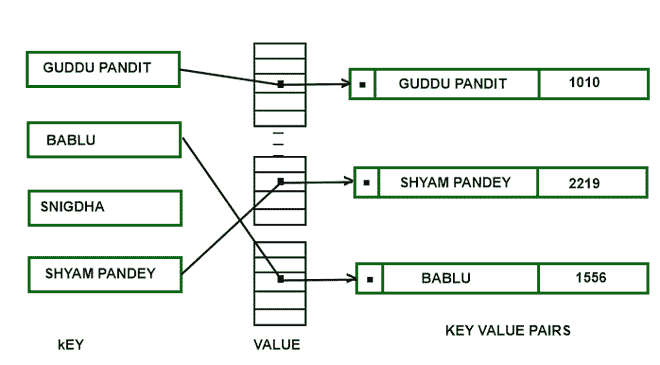 GUDDU PANDIT
BABLU
SNIGDHA
SHYAM PANDEY
kEY
VALUE
GUDDU PANDIT 1010
SHYAM PANDEY 2219
BABLU 1556
KEY VALUE PAIRS